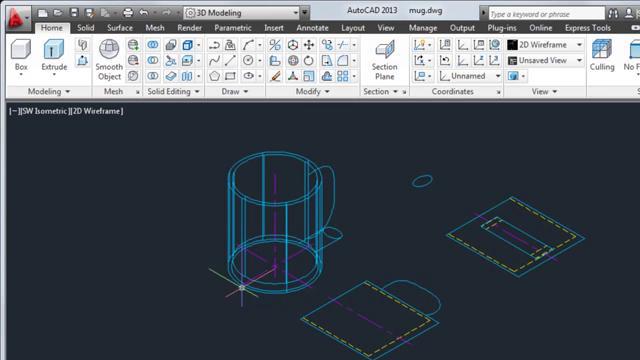 3D Modeling
AutoCAD 2013 mug.dwg
Type a keyword or phrase
Home Solid Surface Mesh Render Parametric Insert Annotate Layout View Manage Output Plug-ins Online Express Tools
Box
Extrude
Smooth
Object
Section
Plane
2D Wireframe
Unsaved View
Unnamed
Culling
No F
Modeling
Mesh
Solid Editing
Draw
Modify
Section
Coordinates
View
[–][SW Isometric][2D Wireframe]